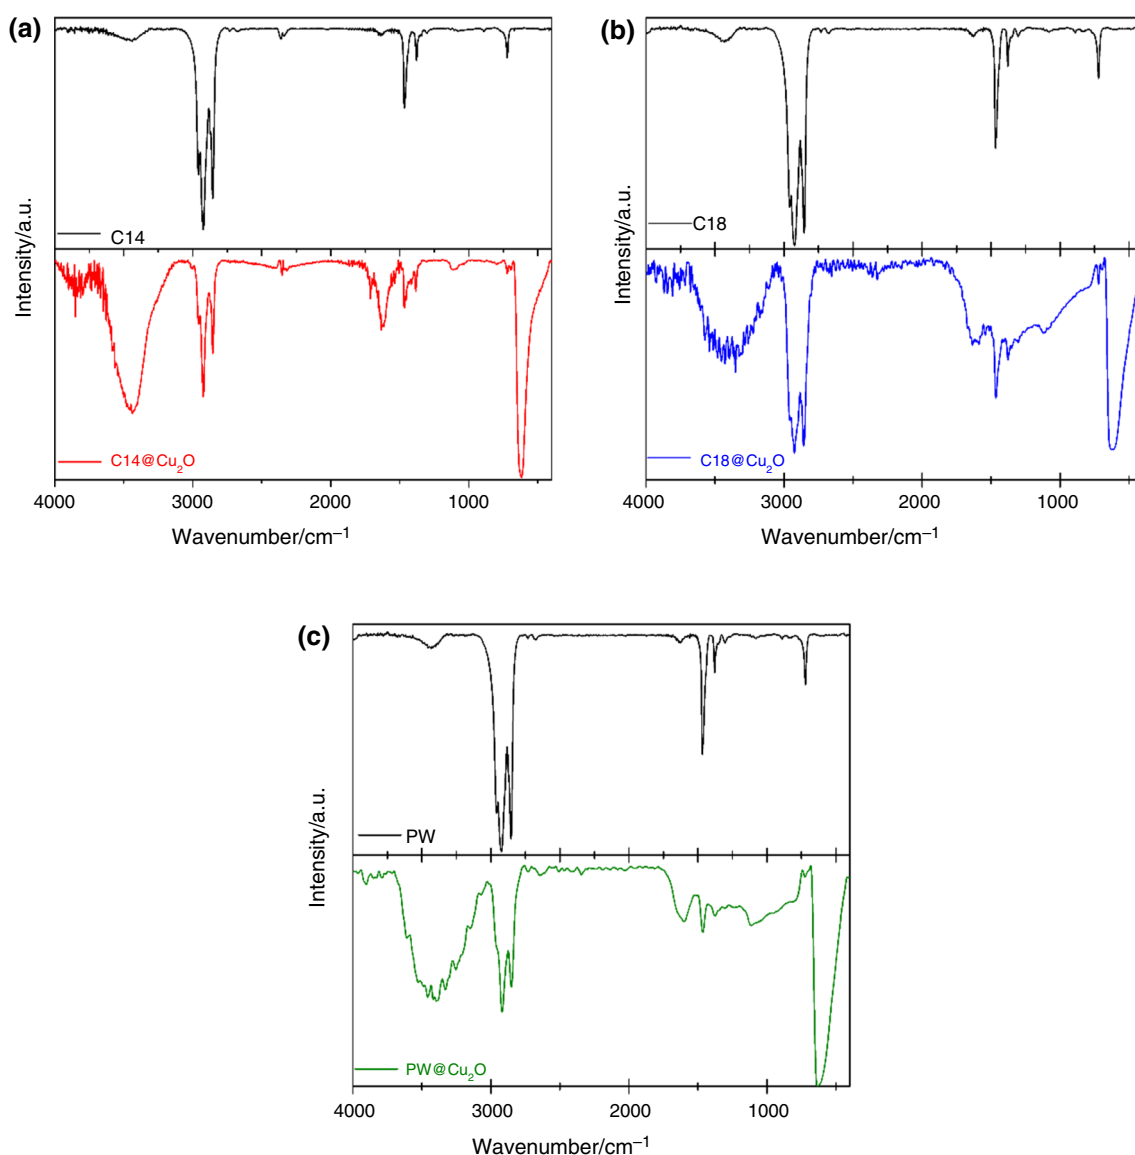 (a)
Intensity/a.u.
C14
C14@Cu₂O
4000 3000 2000 1000
Wavenumber/cm⁻¹
(b)
Intensity/a.u.
C18
C18@Cu₂O
4000 3000 2000 1000
Wavenumber/cm⁻¹
(c)
Intensity/a.u.
PW
PW@Cu₂O
4000 3000 2000 1000
Wavenumber/cm⁻¹